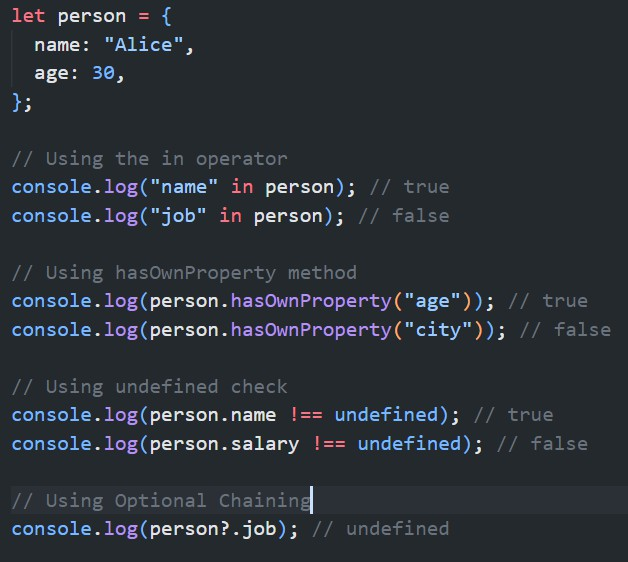 let person = {
  name: "Alice",
  age: 30,
};

// Using the in operator
console.log("name" in person); // true
console.log("job" in person); // false

// Using hasOwnProperty method
console.log(person.hasOwnProperty("age")); // true
console.log(person.hasOwnProperty("city")); // false

// Using undefined check
console.log(person.name !== undefined); // true
console.log(person.salary !== undefined); // false

// Using Optional Chaining
console.log(person?.job); // undefined